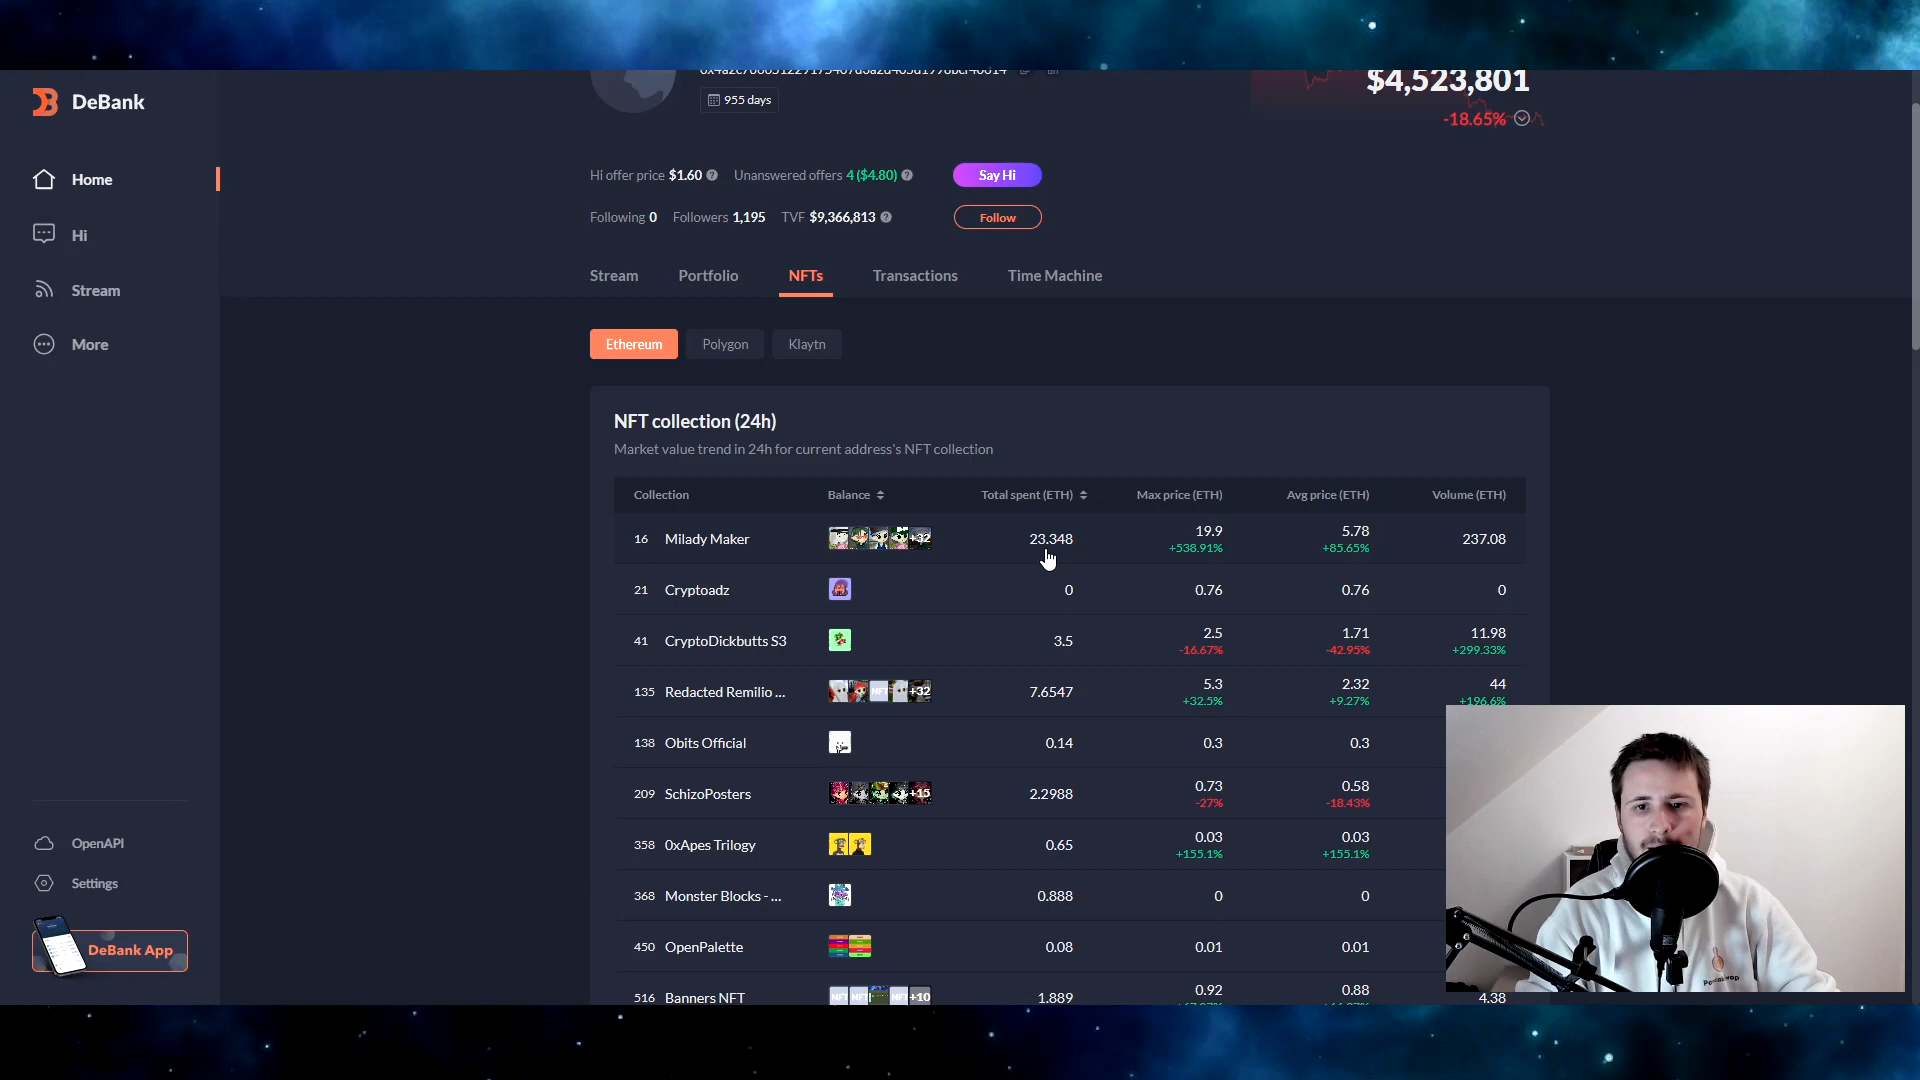 DeBank
Home
Hi
Stream
More
OpenAPI
Settings
DeBank App
955 days
$4,523,801
-18.65%
Hi offer price $1.60 Unanswered offers 4 ($4.80) Say Hi
Following 0 Followers 1,195 TVF $9,366,813 Follow
Stream Portfolio NFTs Transactions Time Machine
Ethereum Polygon Klaytn
NFT collection (24h)
Market value trend in 24h for current address's NFT collection
Collection Balance Total spent (ETH) Max price (ETH) Avg price (ETH) Volume (ETH)
16 Milady Maker +32 23.348 19.9 5.78 237.08
+538.91% +85.65%
21 Cryptoadz 0 0.76 0.76 0
41 CryptoDickbutts S3 3.5 2.5 1.71 11.98
-16.67% -42.95% +299.33%
135 Redacted Remilio ... NFT +32 7.6547 5.3 2.32 44
+32.5% +9.27% +196.6%
138 Obits Official 0.14 0.3 0.3
209 SchizoPosters +15 2.2988 0.73 0.58
-27% -18.43%
358 0xApes Trilogy 0.65 0.03 0.03
+155.1% +155.1%
368 Monster Blocks - ... 0.888 0 0
450 OpenPalette 0.08 0.01 0.01
516 Banners NFT NFT NFT NFT +10 1.889 0.92 0.88 4.38